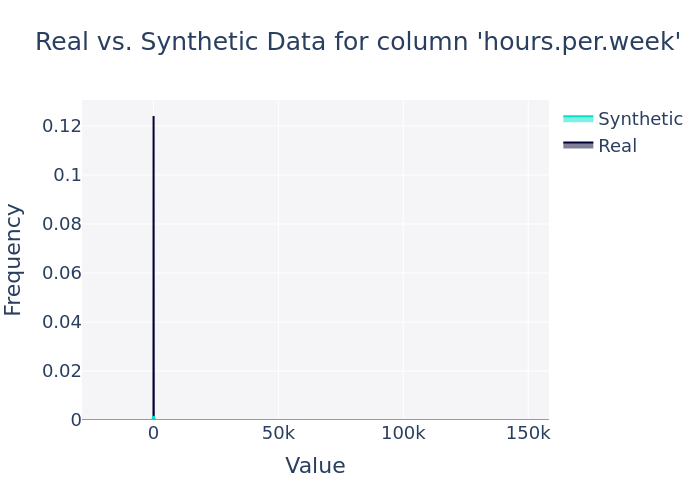 Real vs. Synthetic Data for column 'hours.per.week'
Synthetic
Real
0.12
0.1
0.08
0.06
0.04
0.02
0
Frequency
0
50k
100k
150k
Value